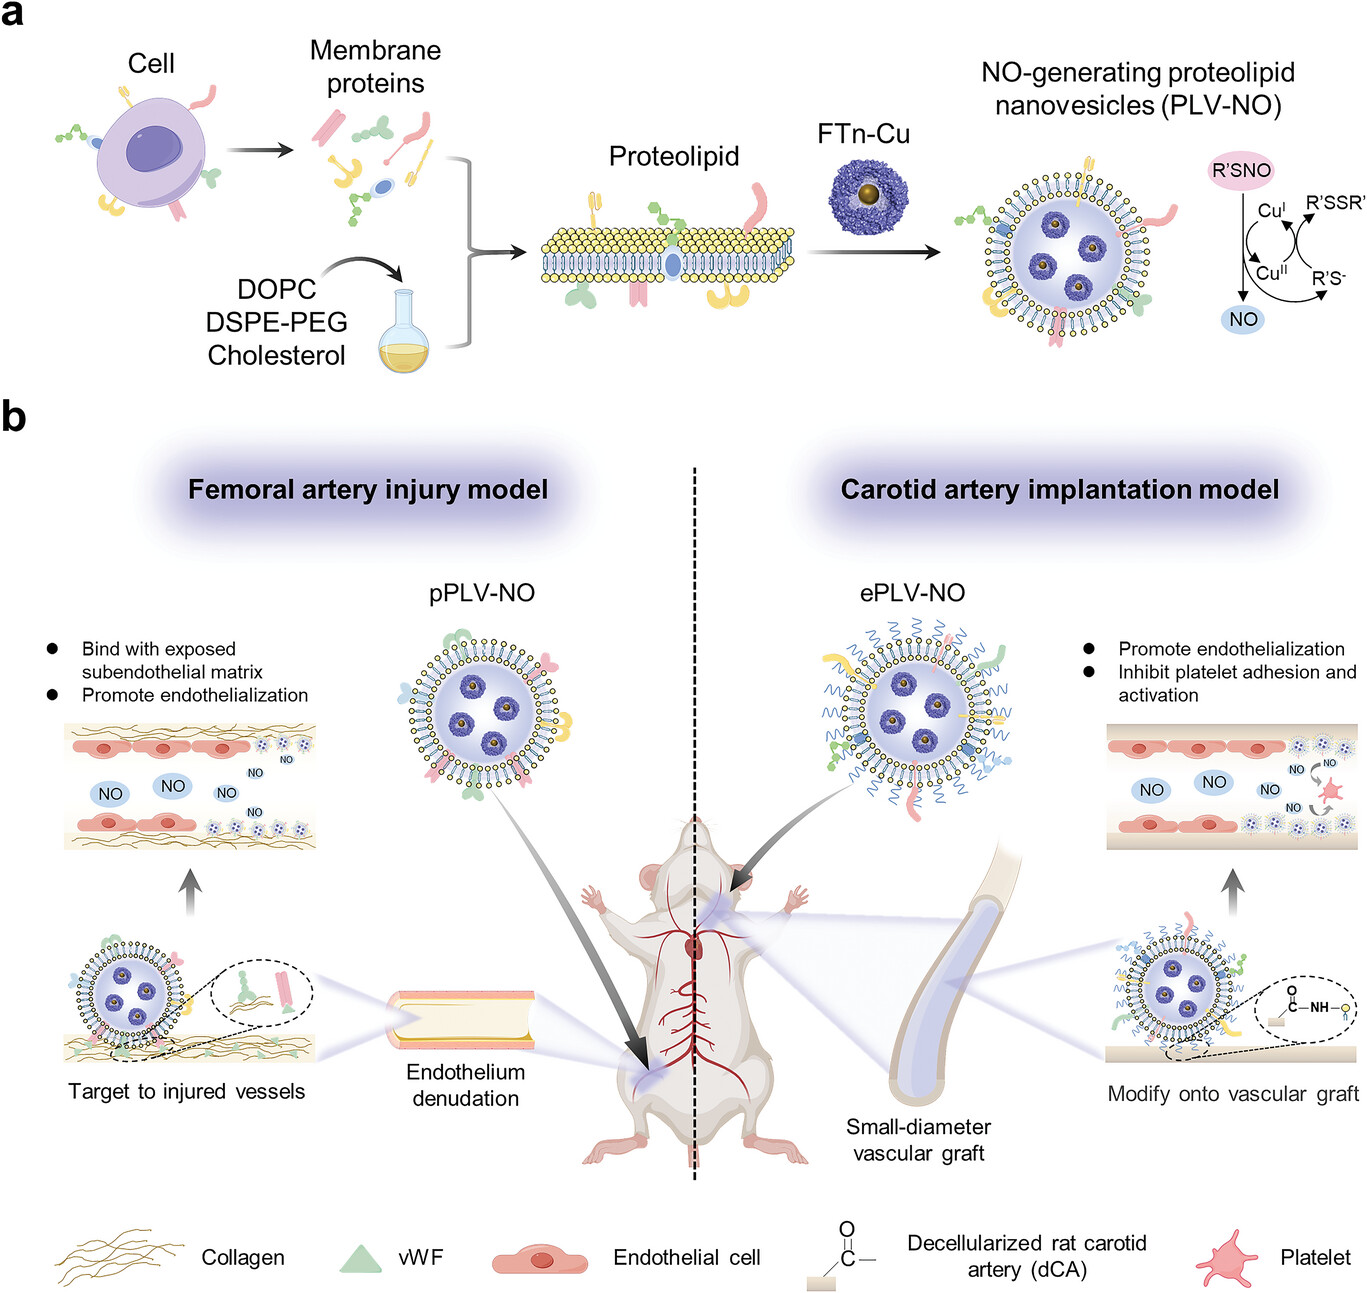 a
Cell
Membrane
proteins
DOPC
DSPE-PEG
Cholesterol
Proteolipid
FTn-Cu
NO-generating proteolipid
nanovesicles (PLV-NO)
R'SNO
Cu^I
R'SSR'
Cu^II
R'S-
NO
b
Femoral artery injury model
Carotid artery implantation model
pPLV-NO
ePLV-NO
● Bind with exposed
subendothelial matrix
● Promote endothelialization
● Promote endothelialization
● Inhibit platelet adhesion and
activation
NO
NO
NO
NO
NO
NO
NO
NO
NO
NO
NO
NO
Target to injured vessels
Endothelium
denudation
Small-diameter
vascular graft
O
C-NH
Modify onto vascular graft
Collagen
vWF
Endothelial cell
O
C
Decellularized rat carotid
artery (dCA)
Platelet